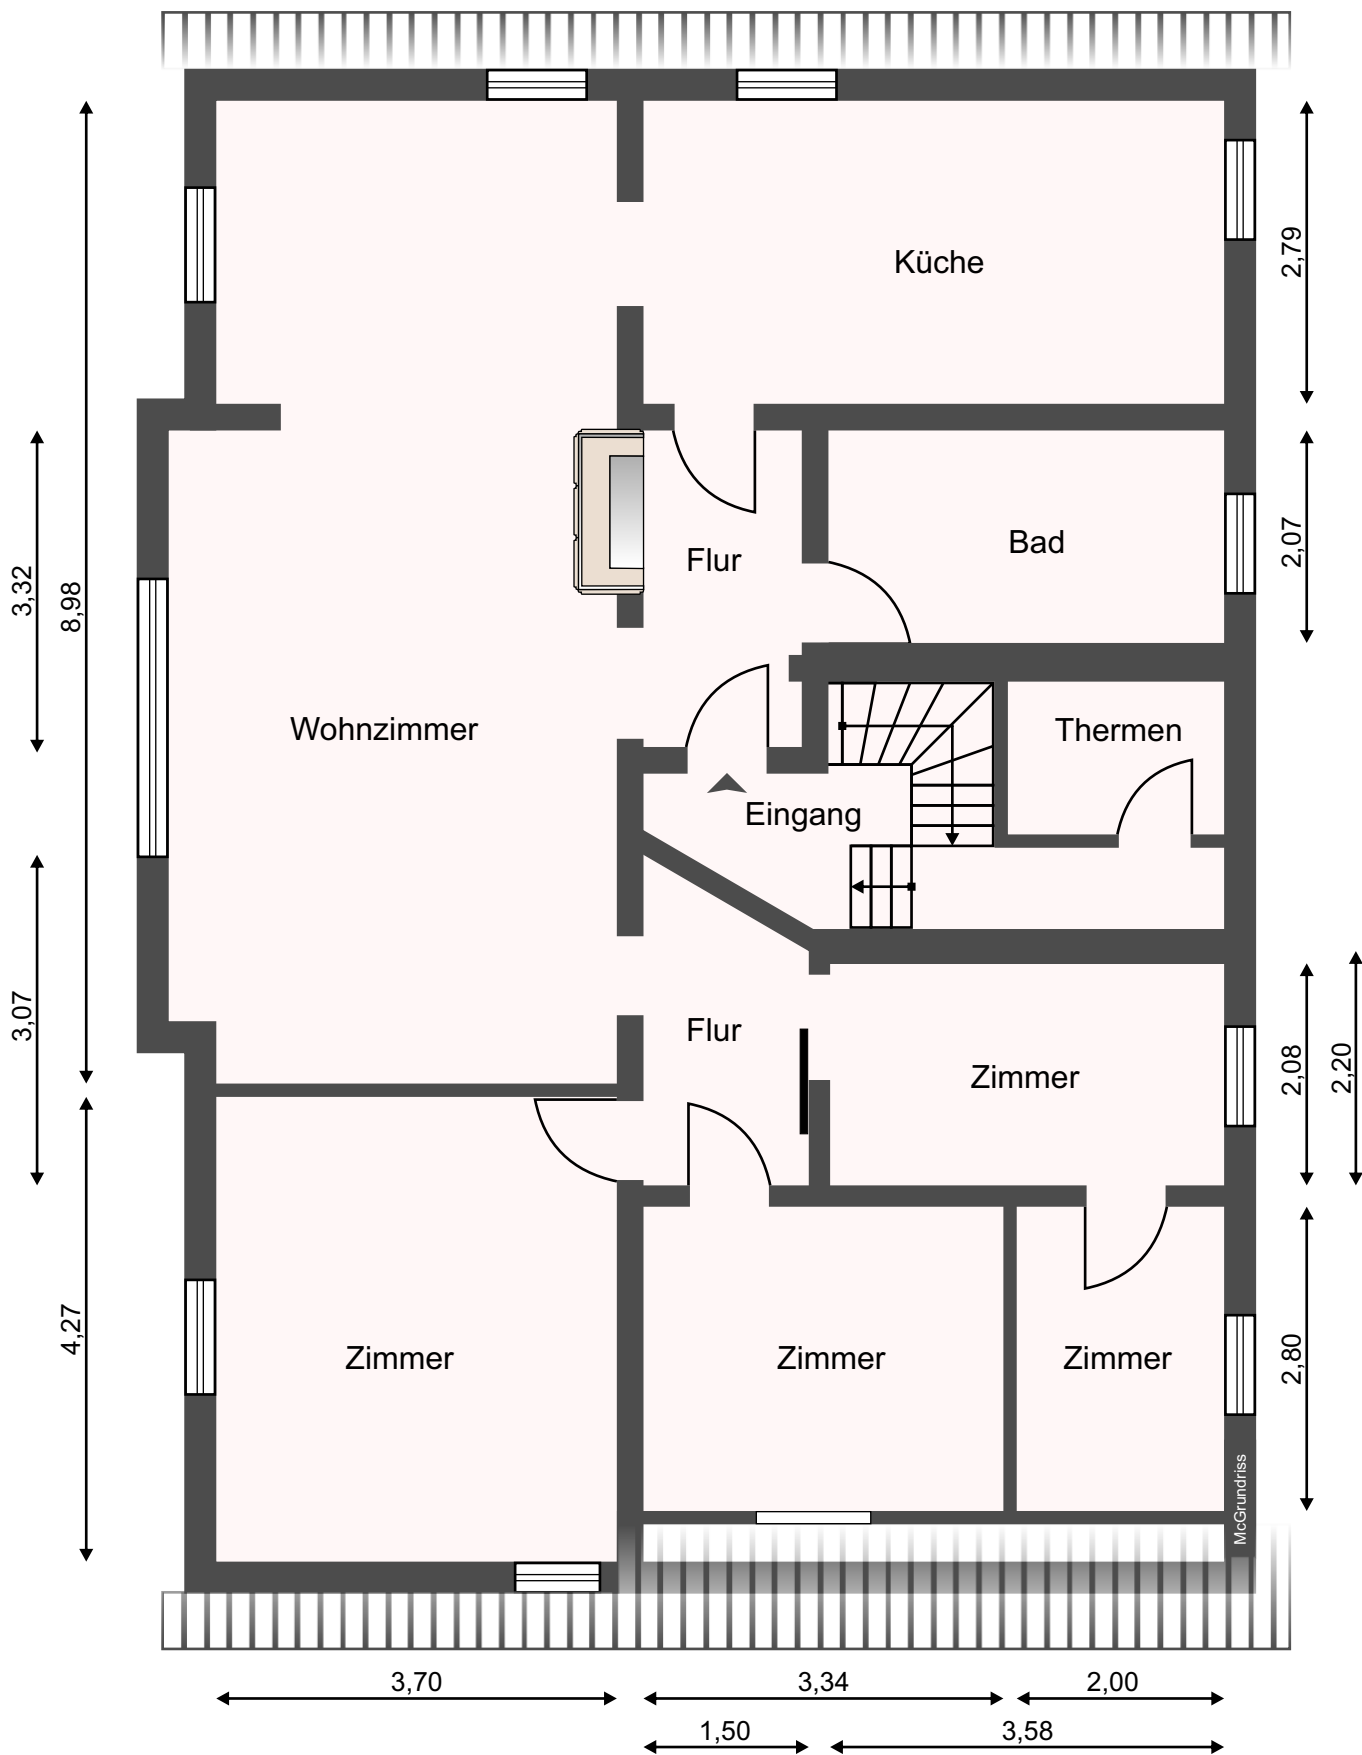 Küche
2,79
Bad
2,07
Flur
3,32
8,98
Wohnzimmer
Thermen
Eingang
3,07
Flur
Zimmer
2,08
2,20
4,27
Zimmer
Zimmer
Zimmer
2,80
McGrundriss
3,70
3,34
2,00
1,50
3,58